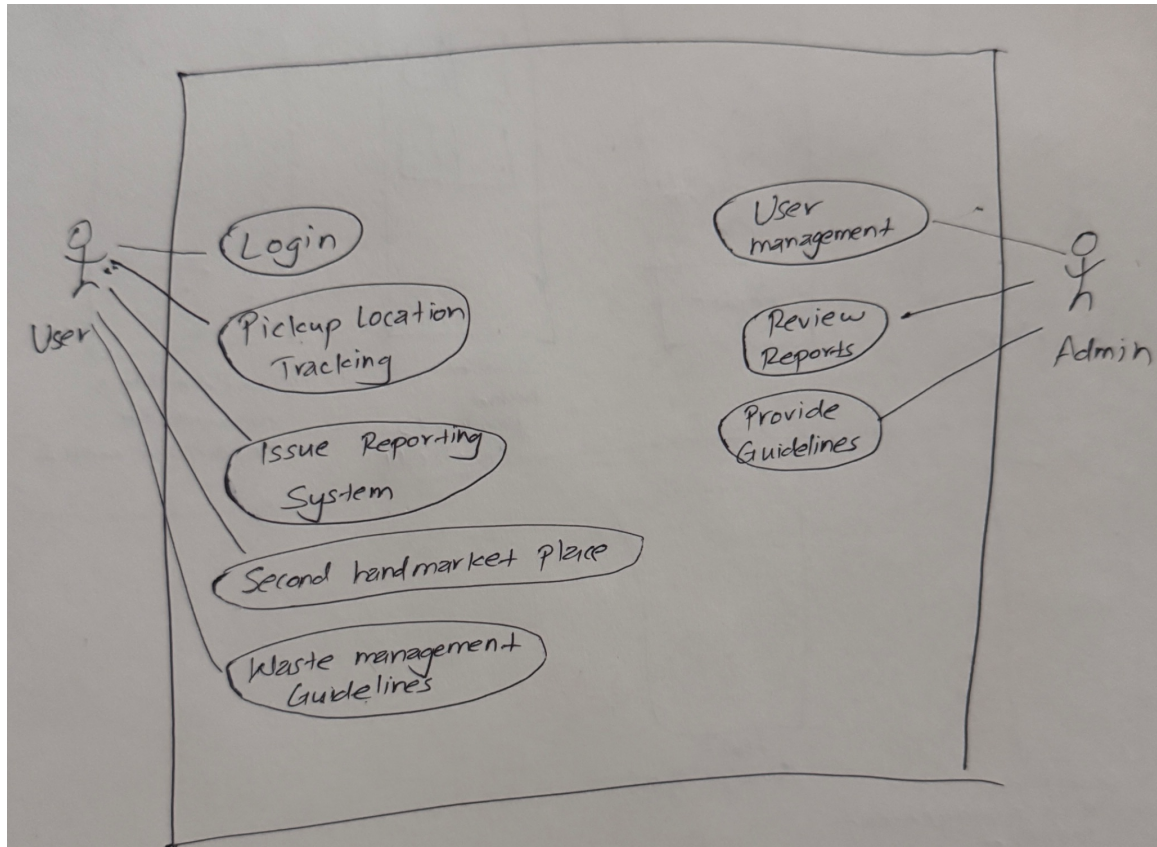 Login
User
management
User
Pickup Location
Tracking
Review
Reports
Admin
Issue Reporting
System
Provide
Guidelines
Second handmarket place
Waste management
Guidelines